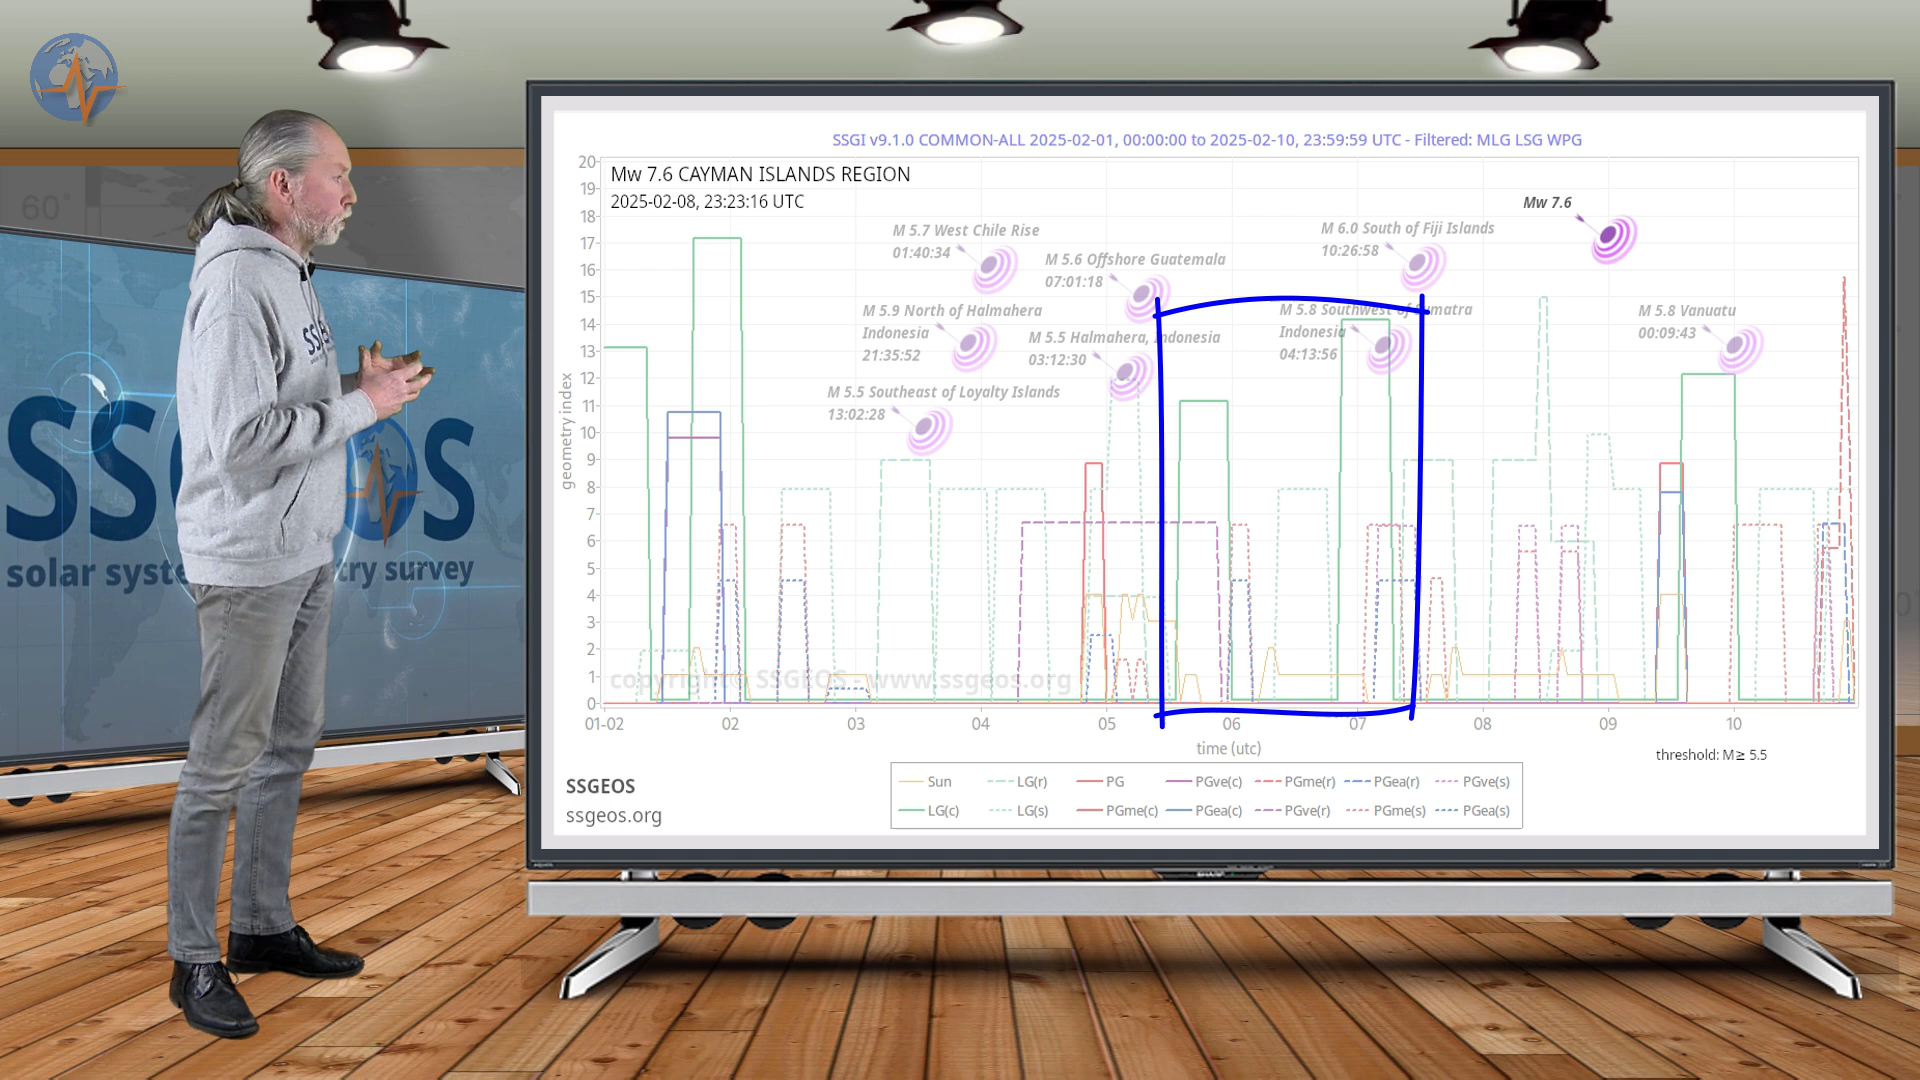 SSGI v9.1.0 COMMON-ALL 2025-02-01, 00:00:00 to 2025-02-10, 23:59:59 UTC - Filtered: MLG LSG WPG
Mw 7.6 CAYMAN ISLANDS REGION
2025-02-08, 23:23:16 UTC
Mw 7.6
M 5.7 West Chile Rise
01:40:34
M 6.0 South of Fiji Islands
10:26:58
M 5.6 Offshore Guatemala
07:01:18
M 5.9 North of Halmahera
Indonesia
21:35:52
M 5.5 Halmahera, Indonesia
03:12:30
M 5.8 Southwest of Sumatra
Indonesia
04:13:56
M 5.8 Vanuatu
00:09:43
M 5.5 Southeast of Loyalty Islands
13:02:28
geometry index
20
19
18
17
16
15
14
13
12
11
10
9
8
7
6
5
4
3
2
1
0
copyright © SSGEOS - www.ssgeos.org
01-02 02 03 04 05 06 07 08 09 10
time (utc)
threshold: M≥ 5.5
SSGEOS
ssgeos.org
Sun LG(r) PG PGve(c) PGme(r) PGea(r) PGve(s)
LG(c) LG(s) PGme(c) PGea(c) PGve(r) PGme(s) PGea(s)
60°
solar
survey